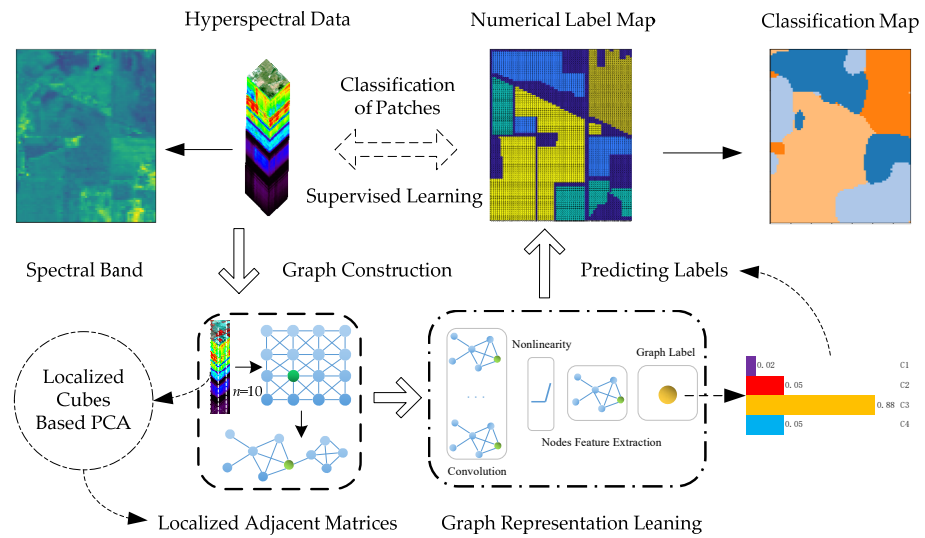 Hyperspectral Data
Numerical Label Map
Classification Map
Classification
of Patches
Supervised Learning
Spectral Band
Graph Construction
Predicting Labels
Localized
Cubes
Based PCA
n=10
Nonlinearity
Graph Label
. . .
Nodes Feature Extraction
Convolution
0.02 C1
0.05 C2
0.88 C3
0.05 C4
Localized Adjacent Matrices
Graph Representation Leaning